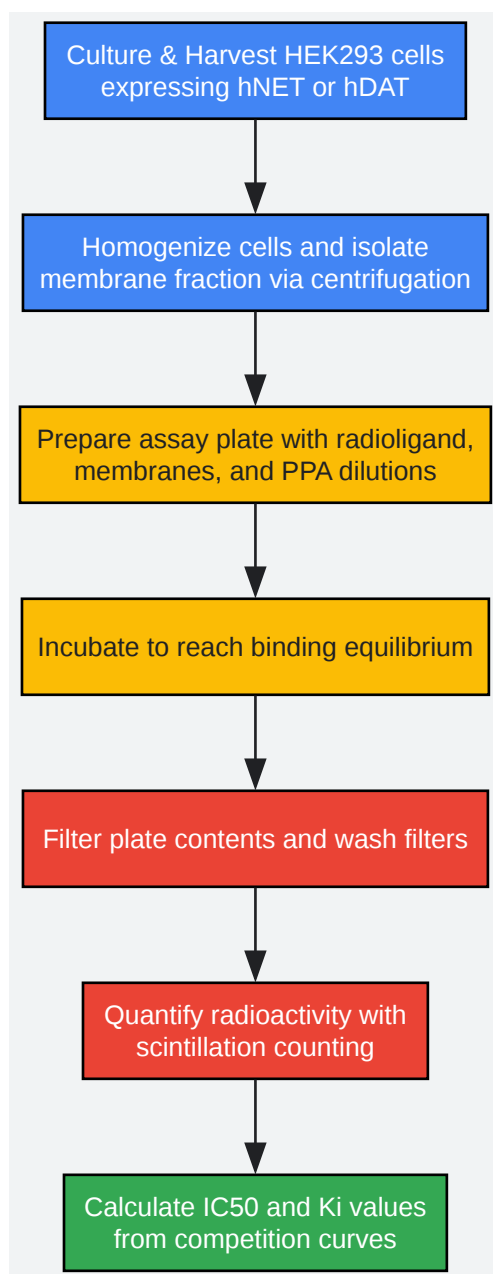 Culture & Harvest HEK293 cells
expressing hNET or hDAT
Homogenize cells and isolate
membrane fraction via centrifugation
Prepare assay plate with radioligand,
membranes, and PPA dilutions
Incubate to reach binding equilibrium
Filter plate contents and wash filters
Quantify radioactivity with
scintillation counting
Calculate IC50 and Ki values
from competition curves